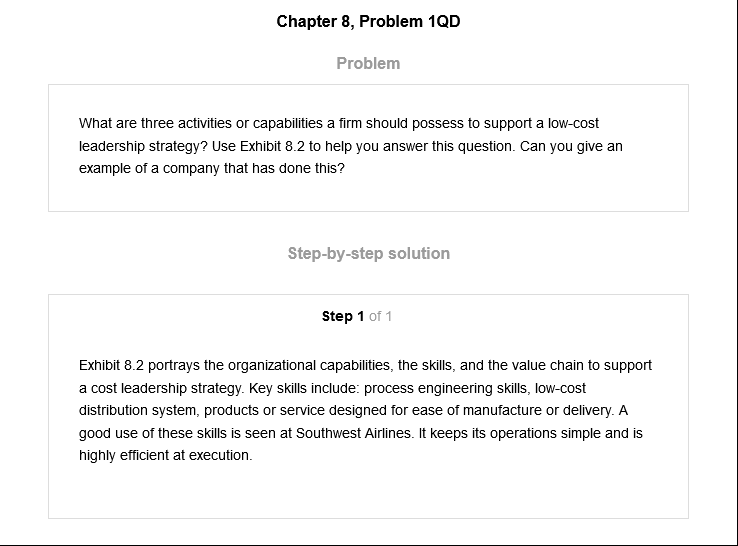 Chapter 8, Problem 1QD
Problem
What are three activities or capabilities a firm should possess to support a low-cost
leadership strategy? Use Exhibit 8.2 to help you answer this question. Can you give an
example of a company that has done this?
Step-by-step solution
Step 1 of 1
Exhibit 8.2 portrays the organizational capabilities, the skills, and the value chain to support
a cost leadership strategy. Key skills include: process engineering skills, low-cost
distribution system, products or service designed for ease of manufacture or delivery. A
good use of these skills is seen at Southwest Airlines. It keeps its operations simple and is
highly efficient at execution.